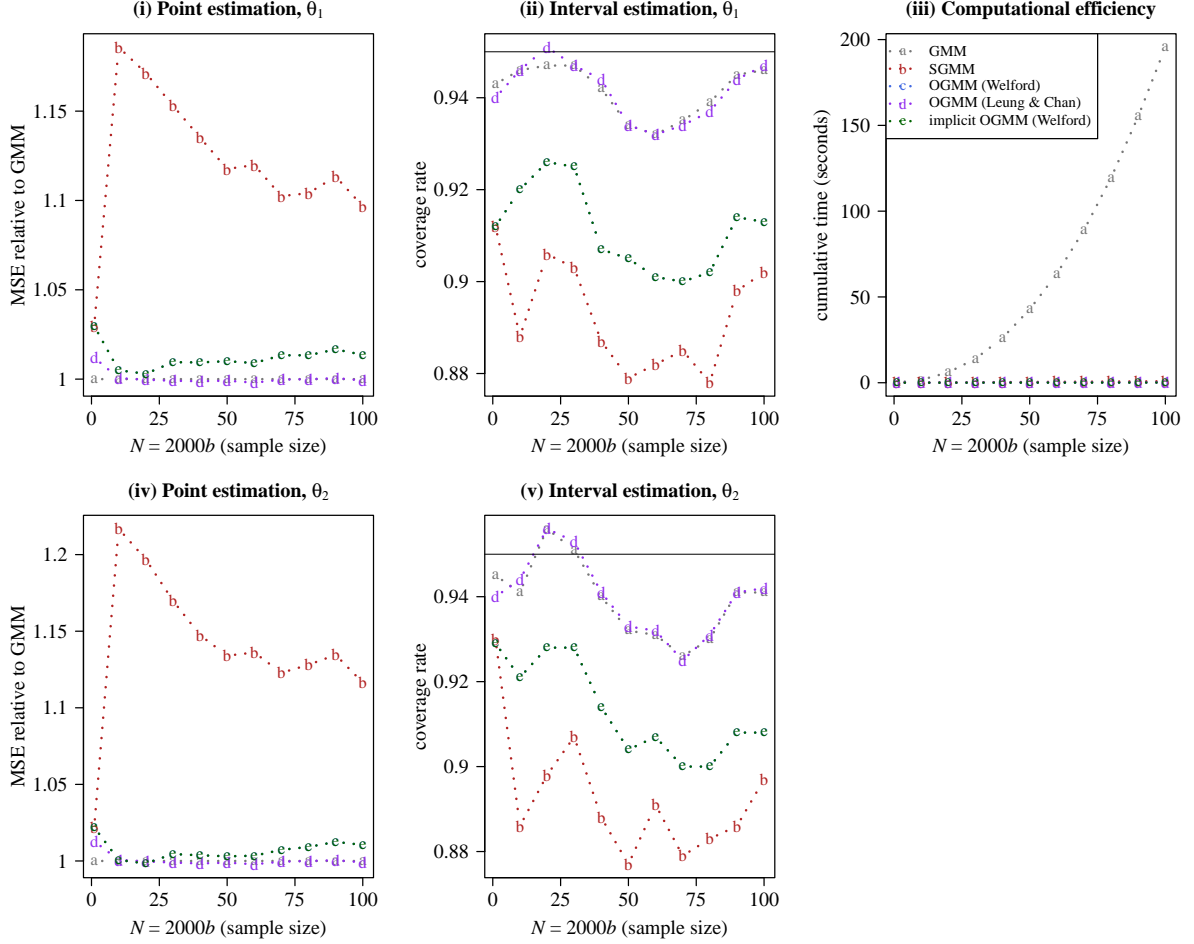 (i) Point estimation, θ1
MSE relative to GMM
1.15
1.1
1.05
1
0 25 50 75 100
N = 2000b (sample size)
(ii) Interval estimation, θ1
coverage rate
0.94
0.92
0.9
0.88
0 25 50 75 100
N = 2000b (sample size)
(iii) Computational efficiency
cumulative time (seconds)
200
150
100
50
0
a GMM
b SGMM
c OGMM (Welford)
d OGMM (Leung & Chan)
e implicit OGMM (Welford)
0 25 50 75 100
N = 2000b (sample size)
(iv) Point estimation, θ2
MSE relative to GMM
1.2
1.15
1.1
1.05
1
0 25 50 75 100
N = 2000b (sample size)
(v) Interval estimation, θ2
coverage rate
0.94
0.92
0.9
0.88
0 25 50 75 100
N = 2000b (sample size)